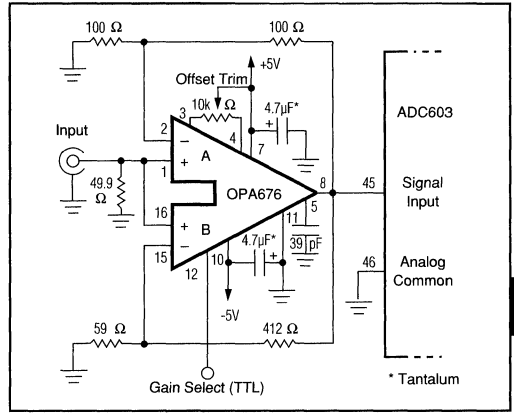 100 Ω
100 Ω
+5V
Offset Trim
10k Ω
4.7µF*
+
ADC603
3
4
7
Input
2
−
A
+
1
8
45
Signal
Input
49.9
Ω
OPA676
16
+
B
−
15
12
10
11
5
4.7µF*
+
39 pF
46
Analog
Common
-5V
59 Ω
412 Ω
Gain Select (TTL)
* Tantalum